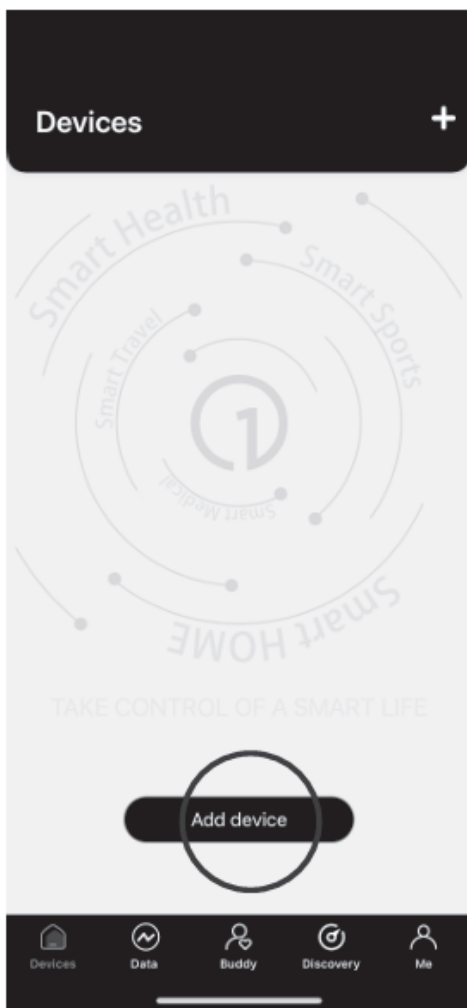 Devices +
Smart Health
Smart Sports
Smart Travel
1
Smart Medical
Smart HOME
TAKE CONTROL OF A SMART LIFE
Add device
Devices Data Buddy Discovery Me